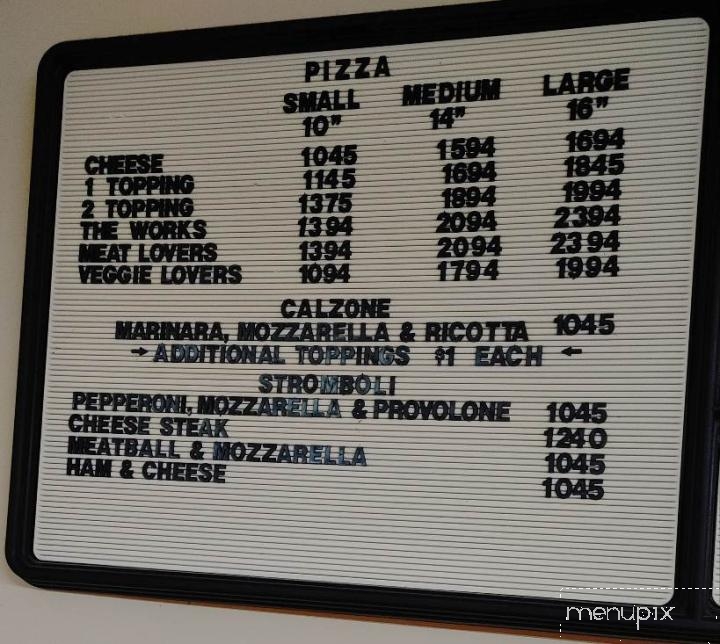 PIZZA
SMALL MEDIUM LARGE
10" 14" 16"
CHEESE 1045 1594 1694
1 TOPPING 1145 1694 1845
2 TOPPING 1375 1894 1994
THE WORKS 1394 2094 2394
MEAT LOVERS 1394 2094 2394
VEGGIE LOVERS 1094 1794 1994
CALZONE
MARINARA, MOZZARELLA & RICOTTA 1045
→ ADDITIONAL TOPPINGS $1 EACH ←
STROMBOLI
PEPPERONI, MOZZARELLA & PROVOLONE 1045
CHEESE STEAK 1240
MEATBALL & MOZZARELLA 1045
HAM & CHEESE 1045
menupix